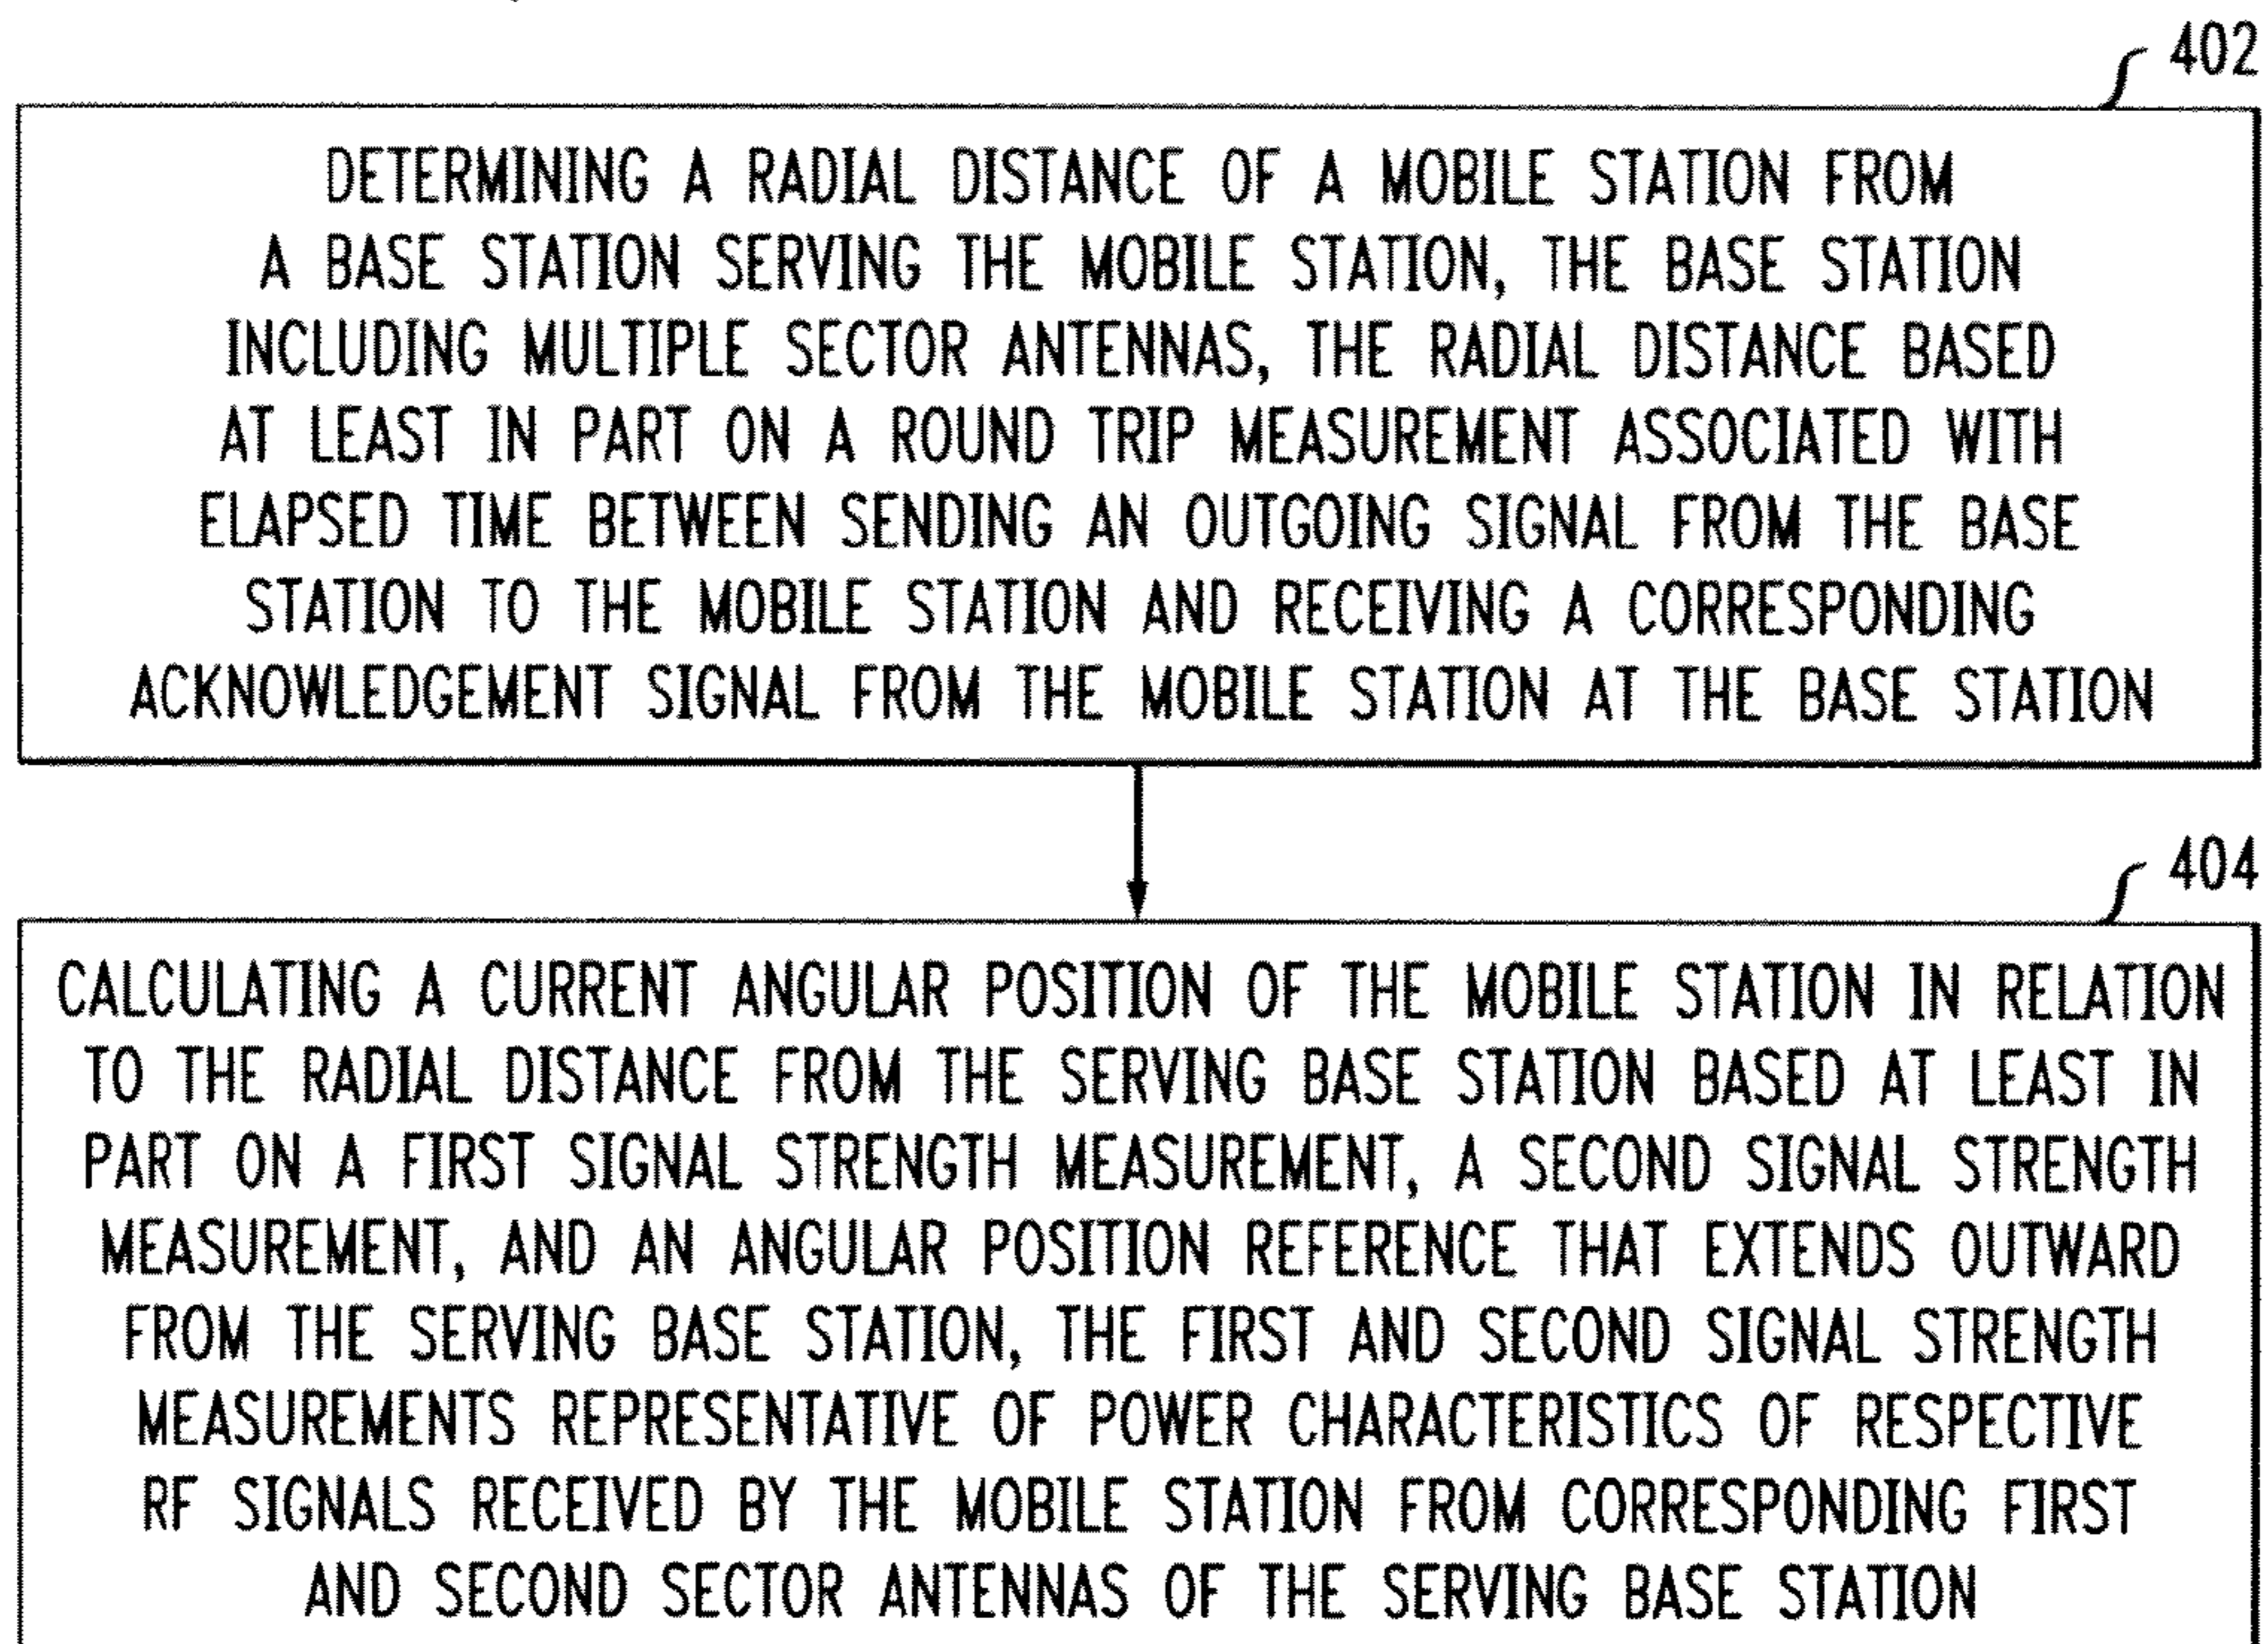 402
DETERMINING A RADIAL DISTANCE OF A MOBILE STATION FROM
A BASE STATION SERVING THE MOBILE STATION, THE BASE STATION
INCLUDING MULTIPLE SECTOR ANTENNAS, THE RADIAL DISTANCE BASED
AT LEAST IN PART ON A ROUND TRIP MEASUREMENT ASSOCIATED WITH
ELAPSED TIME BETWEEN SENDING AN OUTGOING SIGNAL FROM THE BASE
STATION TO THE MOBILE STATION AND RECEIVING A CORRESPONDING
ACKNOWLEDGEMENT SIGNAL FROM THE MOBILE STATION AT THE BASE STATION
404
CALCULATING A CURRENT ANGULAR POSITION OF THE MOBILE STATION IN RELATION
TO THE RADIAL DISTANCE FROM THE SERVING BASE STATION BASED AT LEAST IN
PART ON A FIRST SIGNAL STRENGTH MEASUREMENT, A SECOND SIGNAL STRENGTH
MEASUREMENT, AND AN ANGULAR POSITION REFERENCE THAT EXTENDS OUTWARD
FROM THE SERVING BASE STATION, THE FIRST AND SECOND SIGNAL STRENGTH
MEASUREMENTS REPRESENTATIVE OF POWER CHARACTERISTICS OF RESPECTIVE
RF SIGNALS RECEIVED BY THE MOBILE STATION FROM CORRESPONDING FIRST
AND SECOND SECTOR ANTENNAS OF THE SERVING BASE STATION